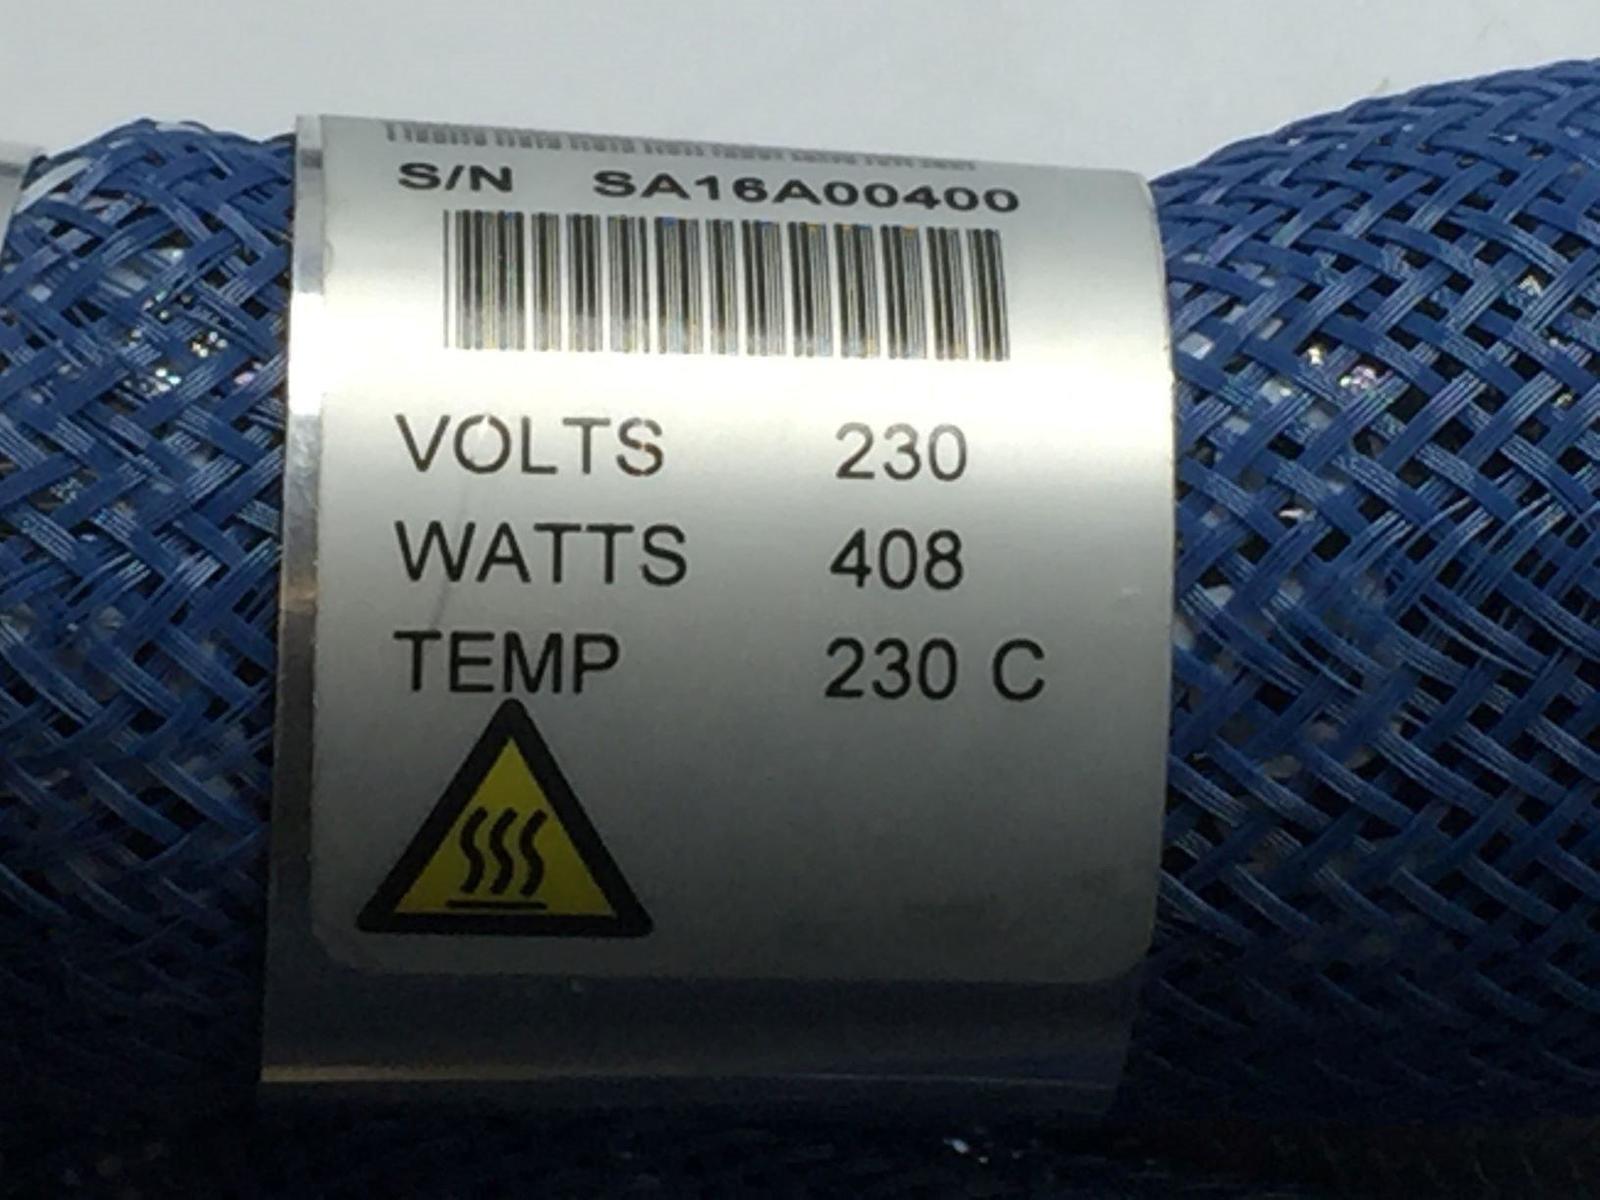 S/N SA16A00400
VOLTS 230
WATTS 408
TEMP 230 C